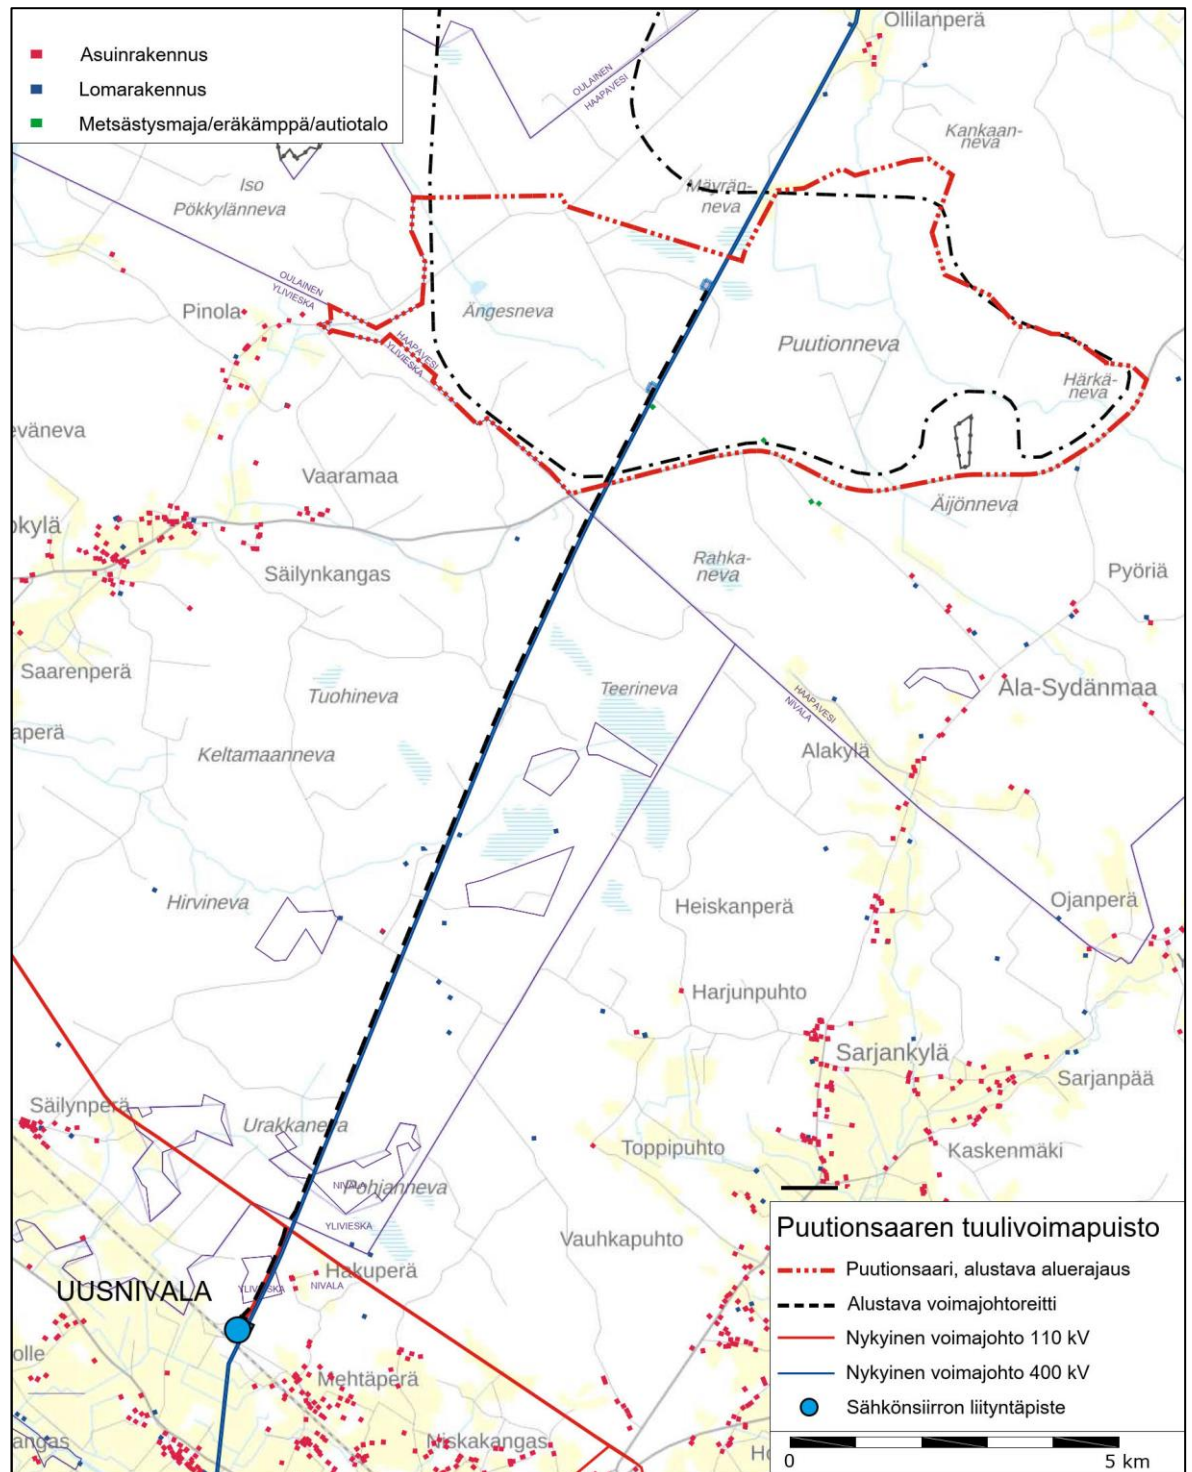 Asuinrakennus
Lomarakennus
Metsästysmaja/eräkämppä/autiotalo
Ollilanperä
OULAINEN
HAAPAVESI
Kankaan-
neva
Iso
Pökkylänneva
Mäyrän-
neva
OULAINEN
YLIVIESKA
Pinola
Ängesneva
HAAPAVESI
YLIVIESKA
Puutionneva
Härkä-
neva
eväneva
Vaaramaa
Äijönneva
kylä
Säilynkangas
Rahka-
neva
Pyöriä
Saarenperä
Tuohineva
Teerineva
HAAPAVESI
NIVALA
Ala-Sydänmaa
aperä
Keltamaanneva
Alakylä
Hirvineva
Heiskanperä
Ojanperä
Harjunpuhto
Sarjankylä
Sarjanpää
Säilynperä
Urakkaneva
Toppipuhto
Kaskenmäki
NIVALA
Pohjanneva
YLIVIESKA
Vauhkapuhto
Hakuperä
YLIVIESKA
NIVALA
UUSNIVALA
olle
Mehtäperä
angas
Niskakangas
Ho
Puutionsaaren tuulivoimapuisto
Puutionsaari, alustava aluerajaus
Alustava voimajohtoreitti
Nykyinen voimajohto 110 kV
Nykyinen voimajohto 400 kV
Sähkönsiirron liityntäpiste
0 5 km